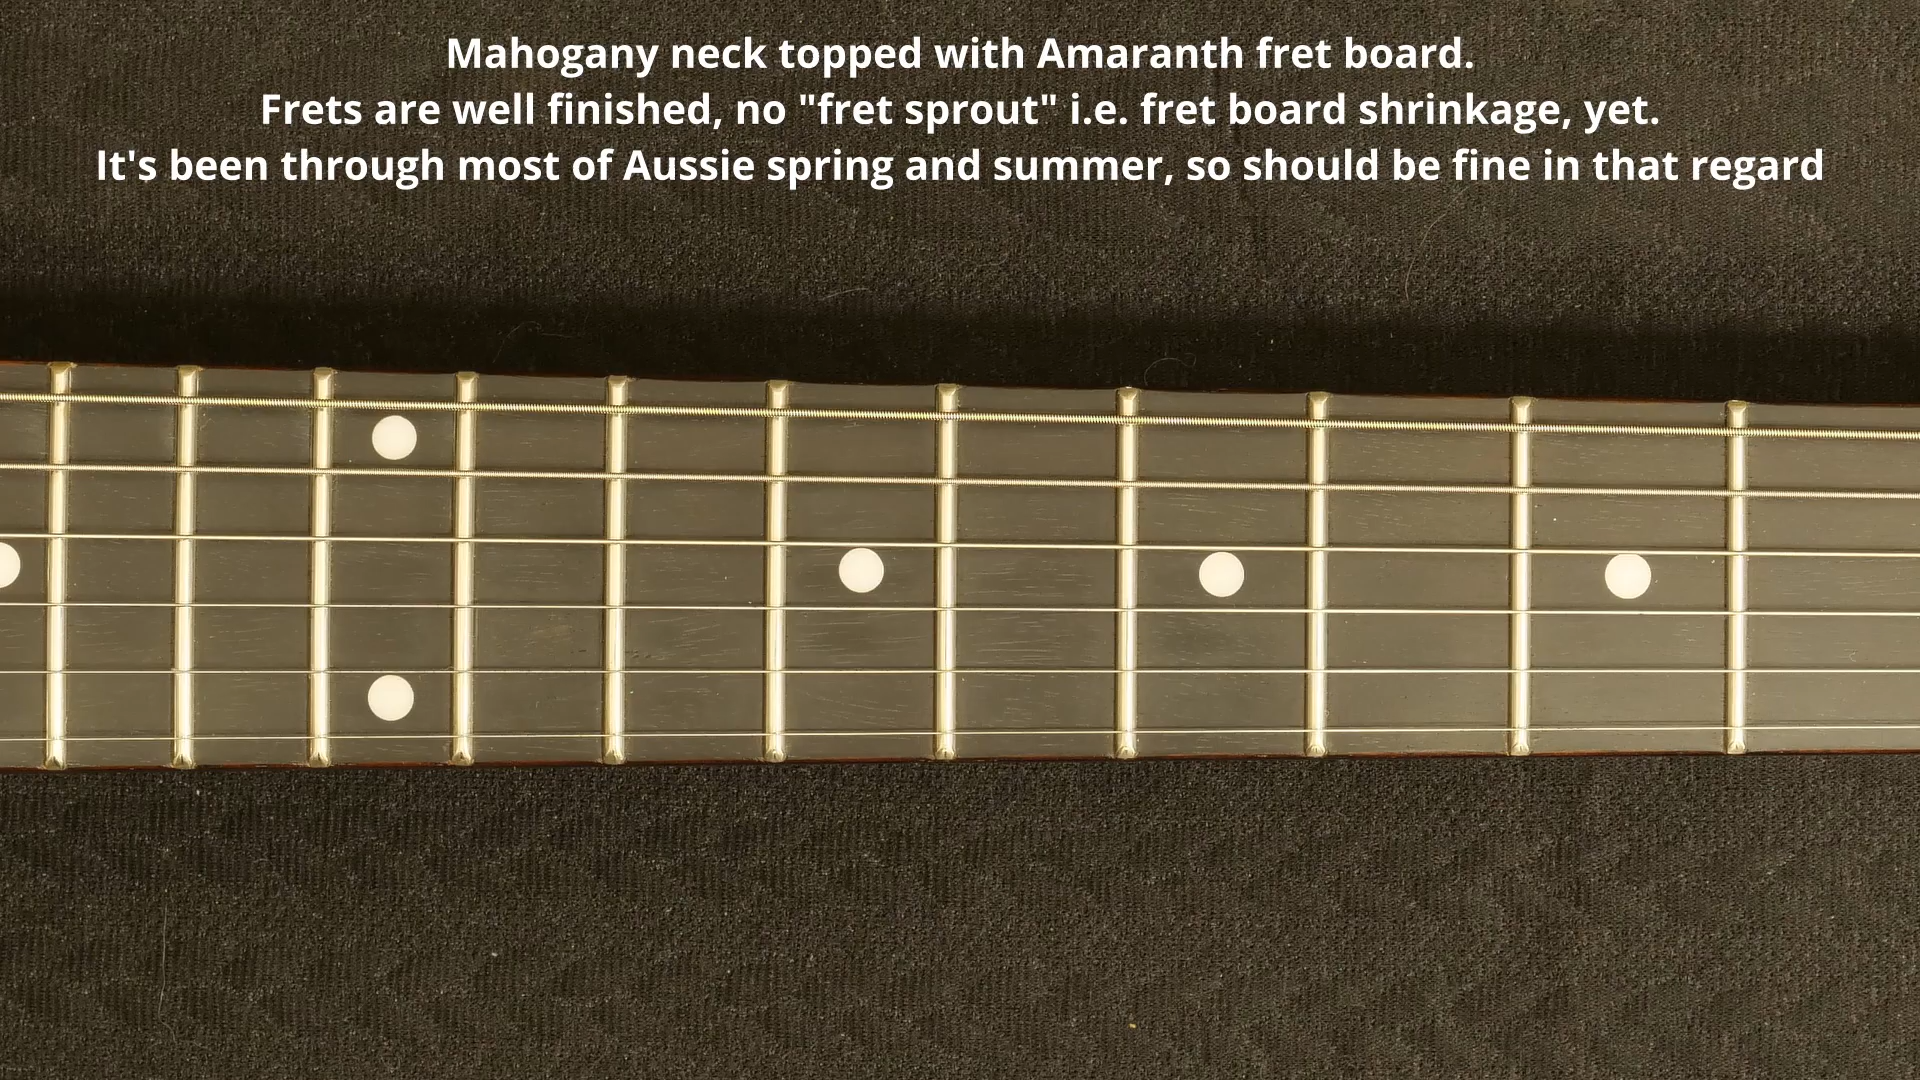 Mahogany neck topped with Amaranth fret board.
Frets are well finished, no "fret sprout" i.e. fret board shrinkage, yet.
It's been through most of Aussie spring and summer, so should be fine in that regard